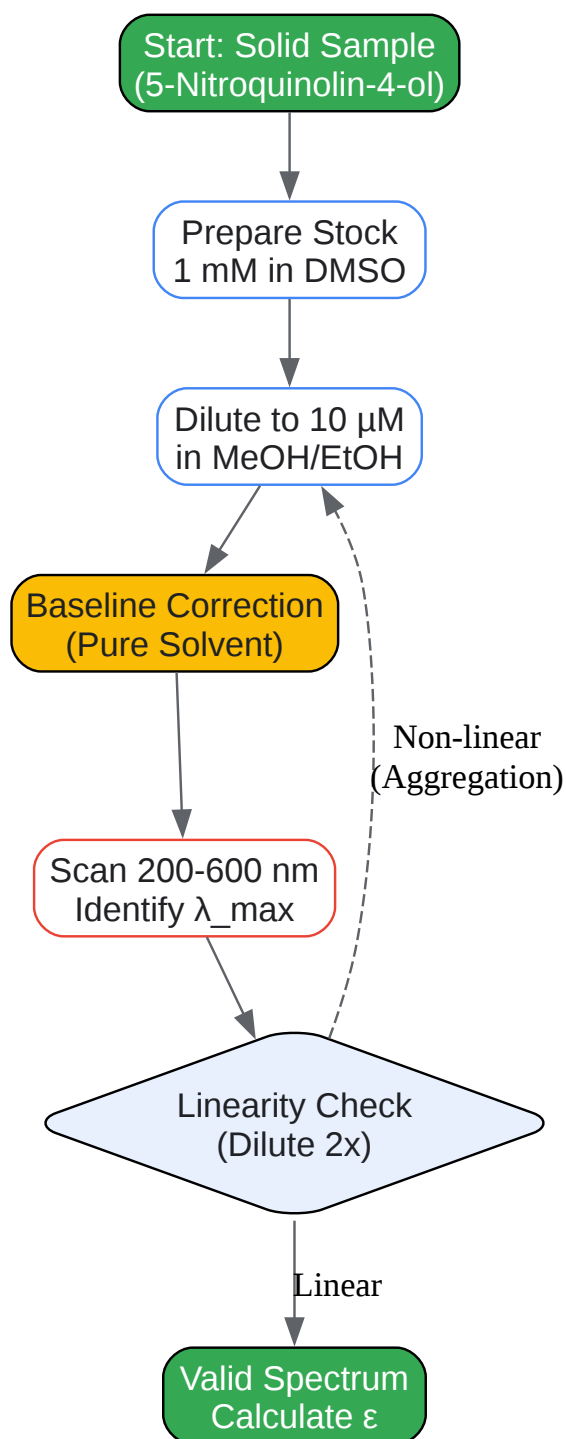 Start: Solid Sample
(5-Nitroquinolin-4-ol)
Prepare Stock
1 mM in DMSO
Dilute to 10 µM
in MeOH/EtOH
Baseline Correction
(Pure Solvent)
Non-linear
(Aggregation)
Scan 200-600 nm
Identify λ_max
Linearity Check
(Dilute 2x)
Linear
Valid Spectrum
Calculate ε